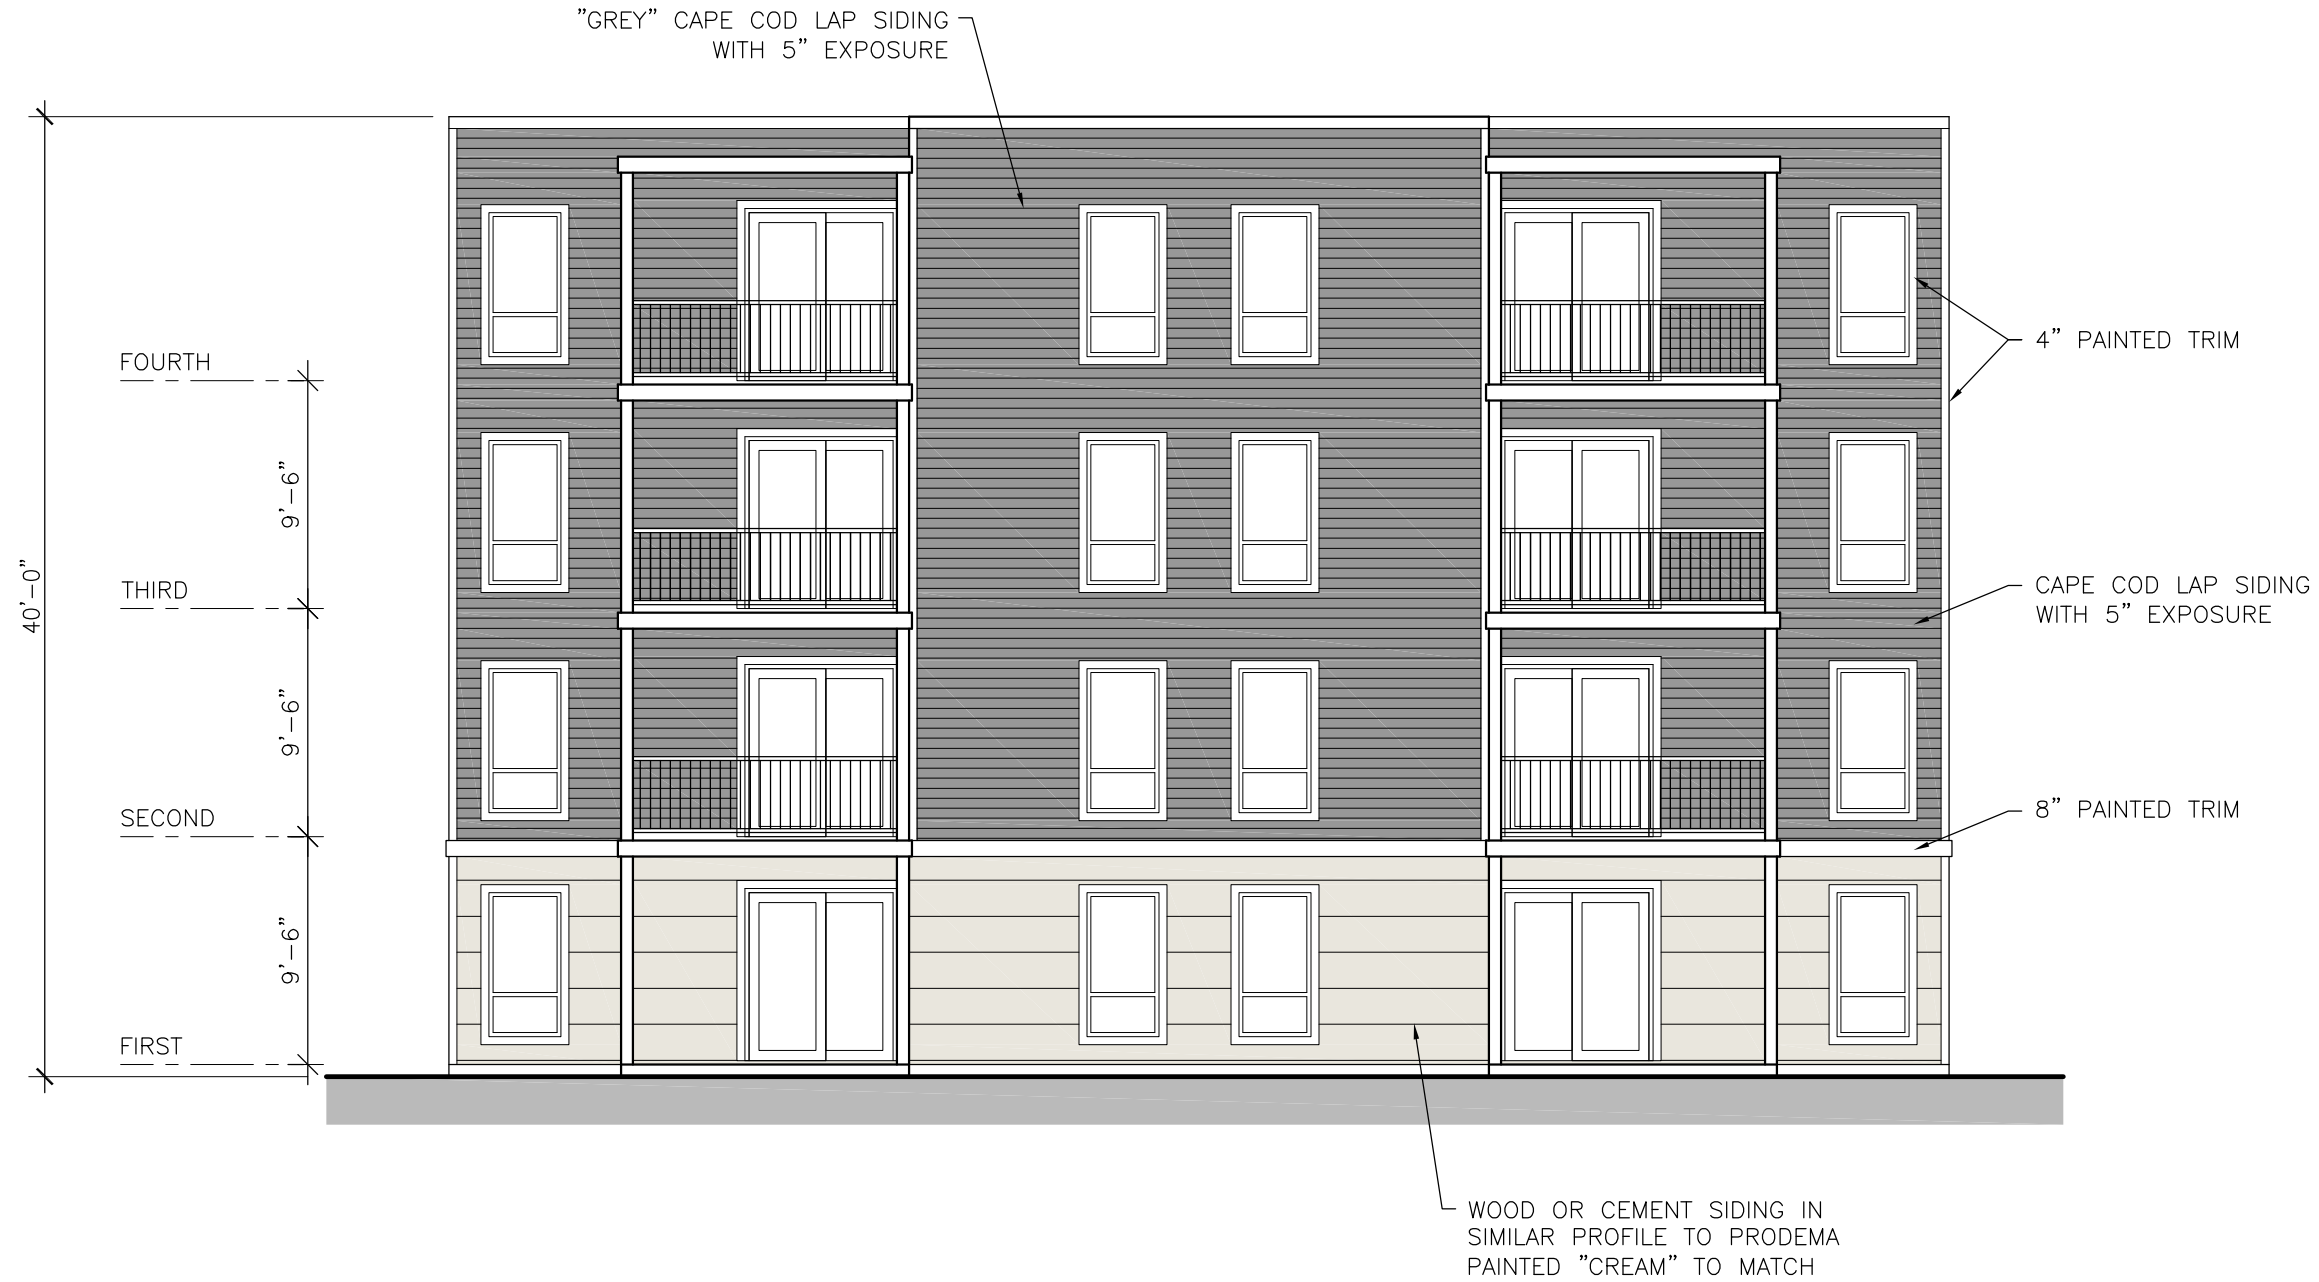 "GREY" CAPE COD LAP SIDING
WITH 5" EXPOSURE
FOURTH
4" PAINTED TRIM
9'-6"
THIRD
40'-0"
CAPE COD LAP SIDING
WITH 5" EXPOSURE
9'-6"
SECOND
8" PAINTED TRIM
9'-6"
FIRST
WOOD OR CEMENT SIDING IN
SIMILAR PROFILE TO PRODEMA
PAINTED "CREAM" TO MATCH